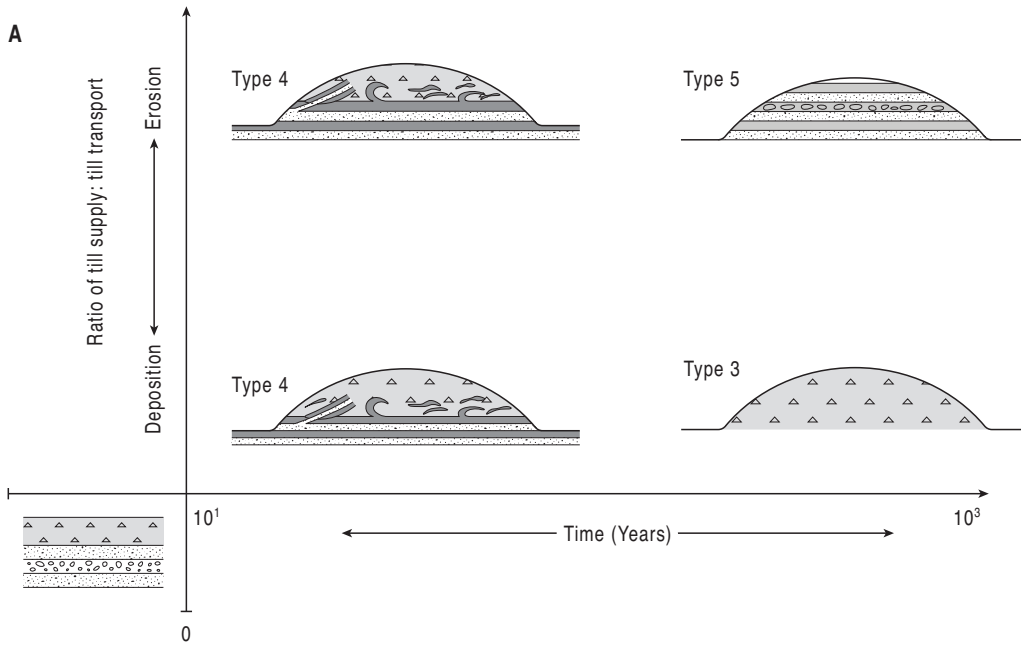 A
Type 4
Type 5
Ratio of till supply: till transport
Erosion
Deposition
Type 4
Type 3
10¹
10³
Time (Years)
0